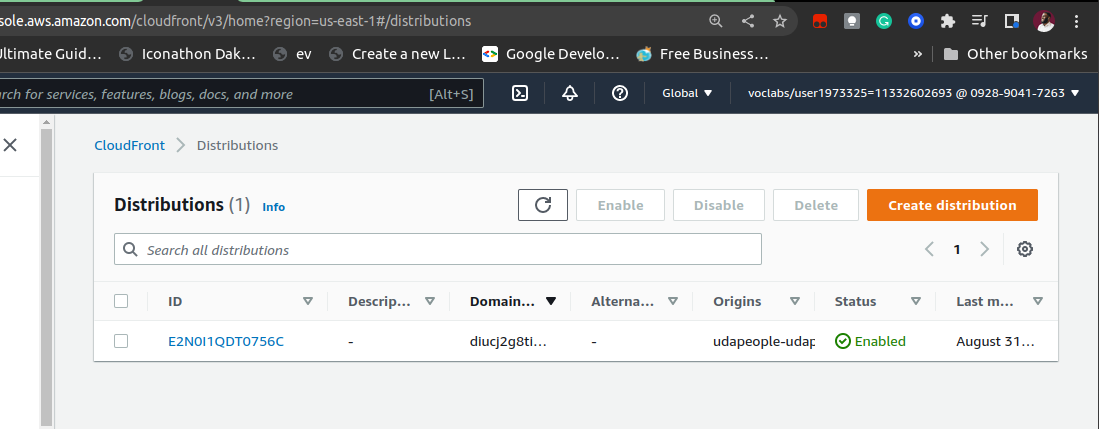 sole.aws.amazon.com/cloudfront/v3/home?region=us-east-1#/distributions
Ultimate Guid... Iconathon Dak... ev Create a new L... Google Develo... Free Business... » Other bookmarks
rch for services, features, blogs, docs, and more [Alt+S] Global voclabs/user1973325=11332602693 @ 0928-9041-7263
CloudFront Distributions
Distributions (1) Info Enable Disable Delete Create distribution
Search all distributions 1
ID Descrip... Domain... Alterna... Origins Status Last m...
E2N0I1QDT0756C - diucj2g8ti... - udapeople-udap Enabled August 31...